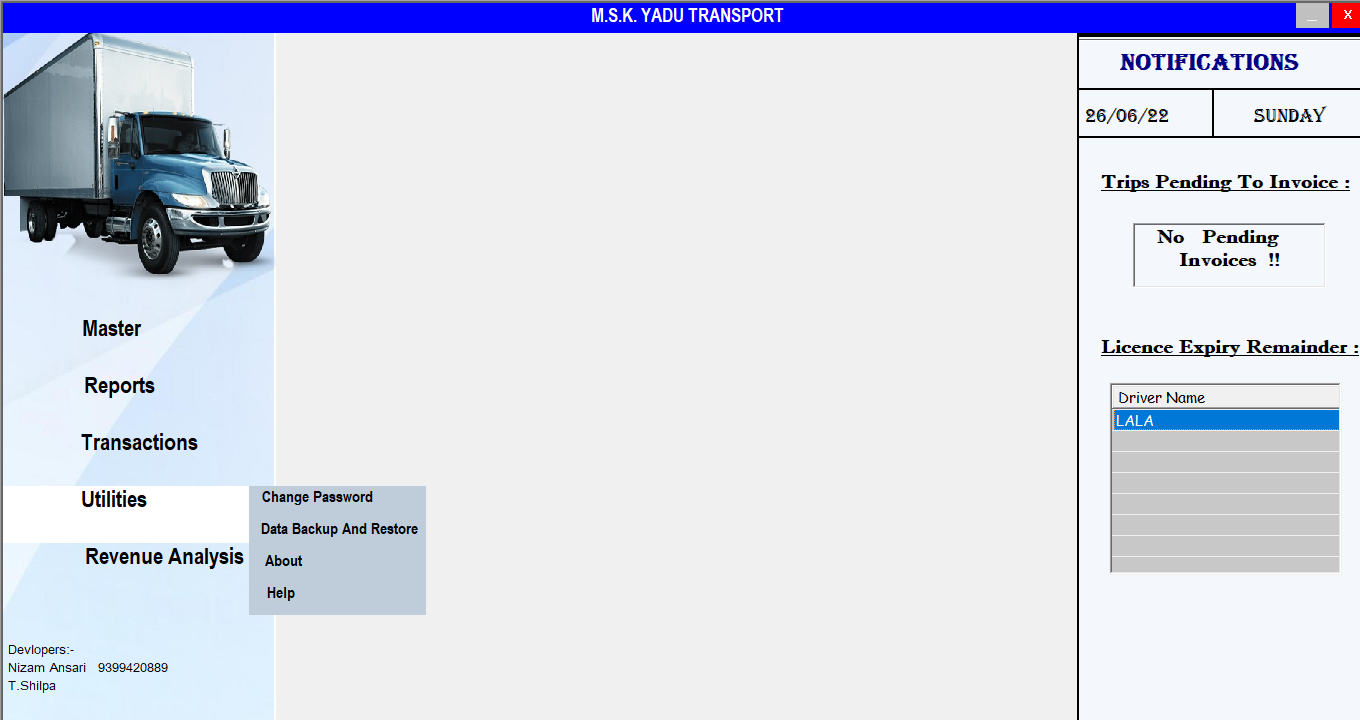 M.S.K. YADU TRANSPORT
_ X
Master
Reports
Transactions
Utilities
Revenue Analysis
Change Password
Data Backup And Restore
About
Help
Devlopers:-
Nizam Ansari 9399420889
T.Shilpa
NOTIFICATIONS
26/06/22 SUNDAY
Trips Pending To Invoice :
No Pending
Invoices !!
Licence Expiry Remainder :
Driver Name
LALA